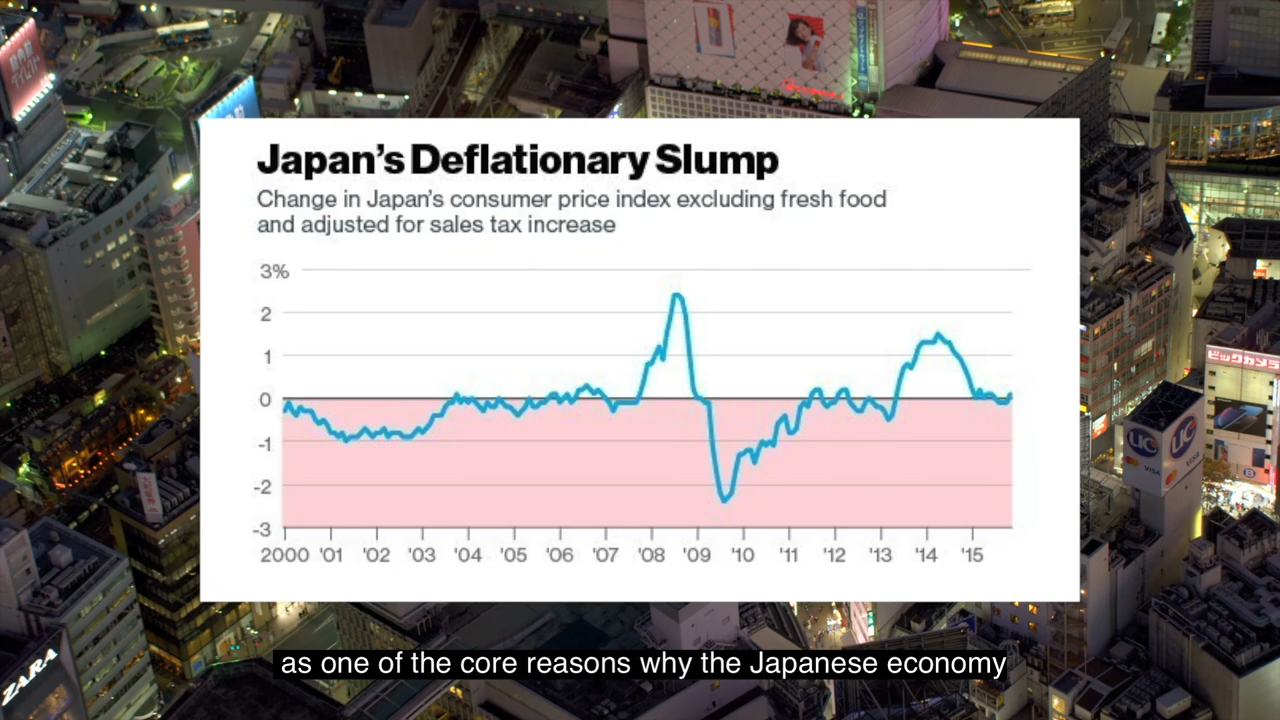 Japan's Deflationary Slump
Change in Japan's consumer price index excluding fresh food
and adjusted for sales tax increase
3%
2
1
0
-1
-2
-3
2000 '01 '02 '03 '04 '05 '06 '07 '08 '09 '10 '11 '12 '13 '14 '15
ビックカメラ
UC UC
VISA VISA
ZARA
as one of the core reasons why the Japanese economy